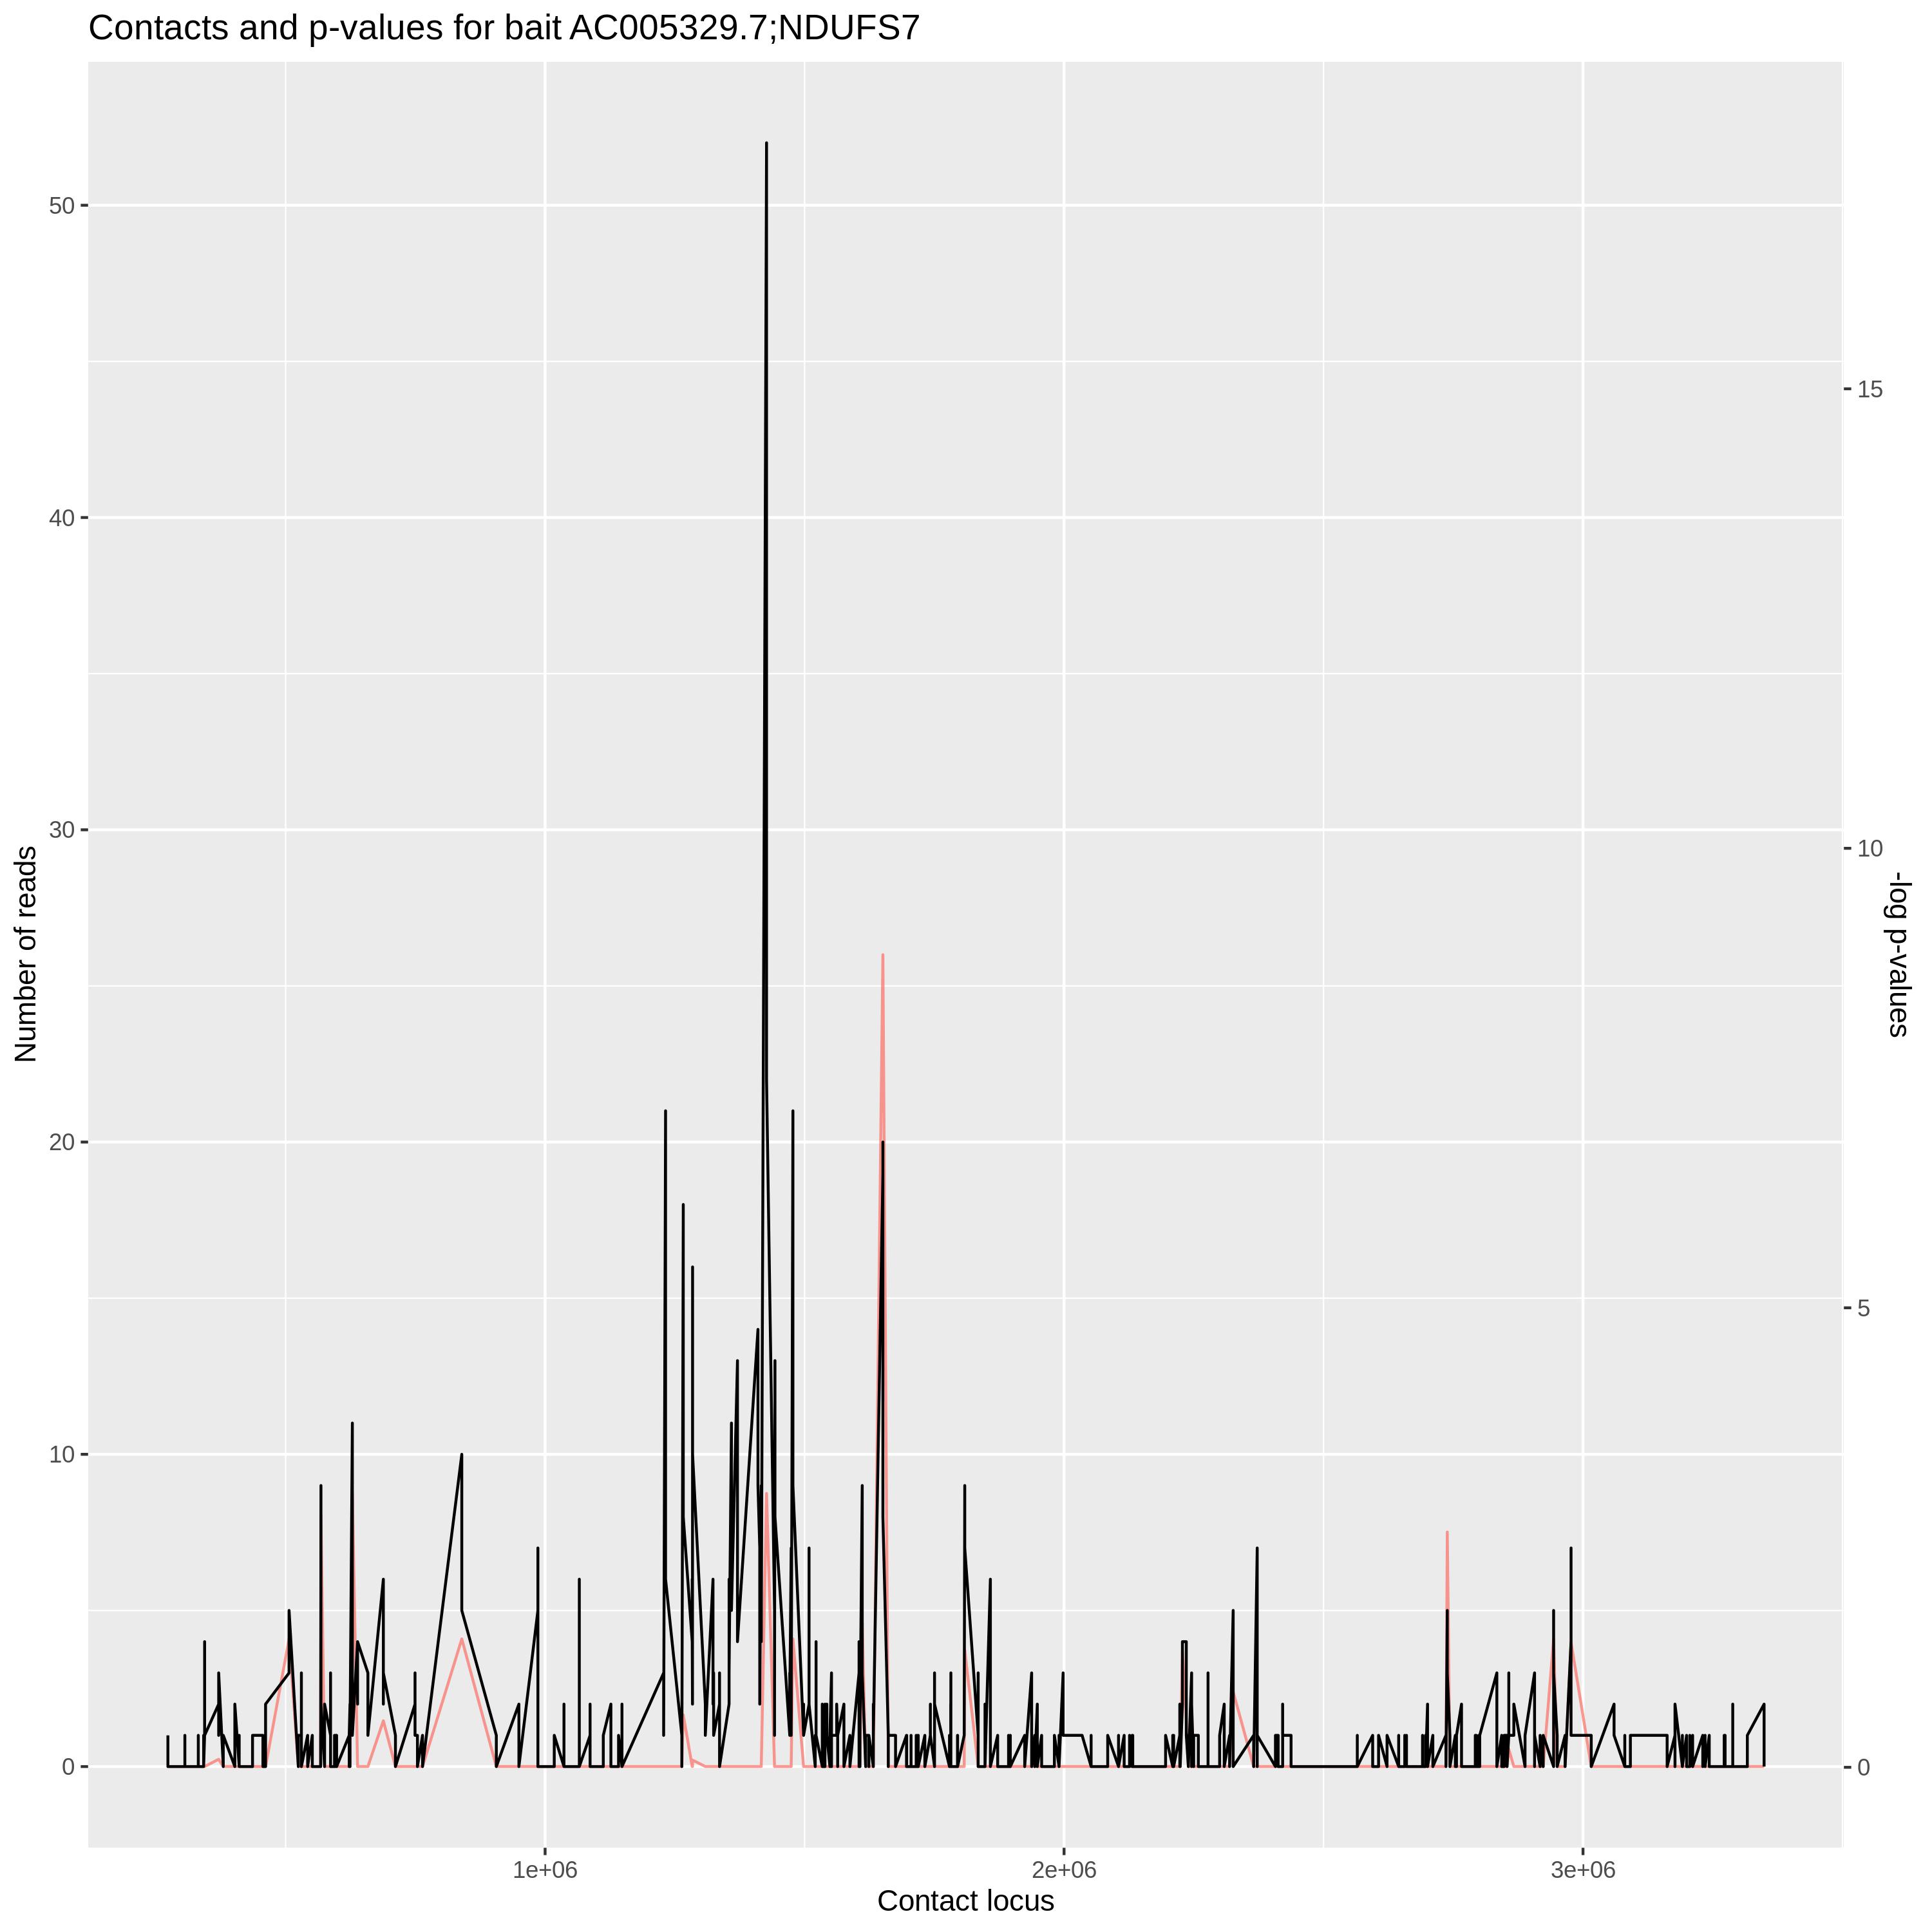 Contacts and p-values for bait AC005329.7;NDUFS7
50
40
30
20
10
0
Number of reads
15
10
5
0
-log p-values
1e+06
2e+06
3e+06
Contact locus